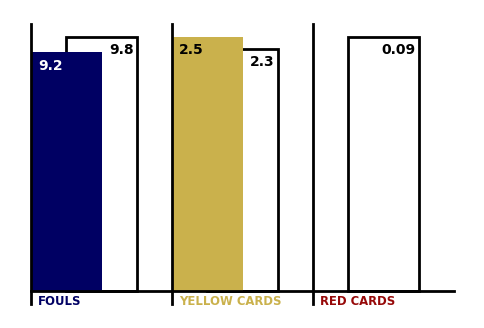 9.8
9.2
2.5
2.3
0.09
FOULS
YELLOW CARDS
RED CARDS